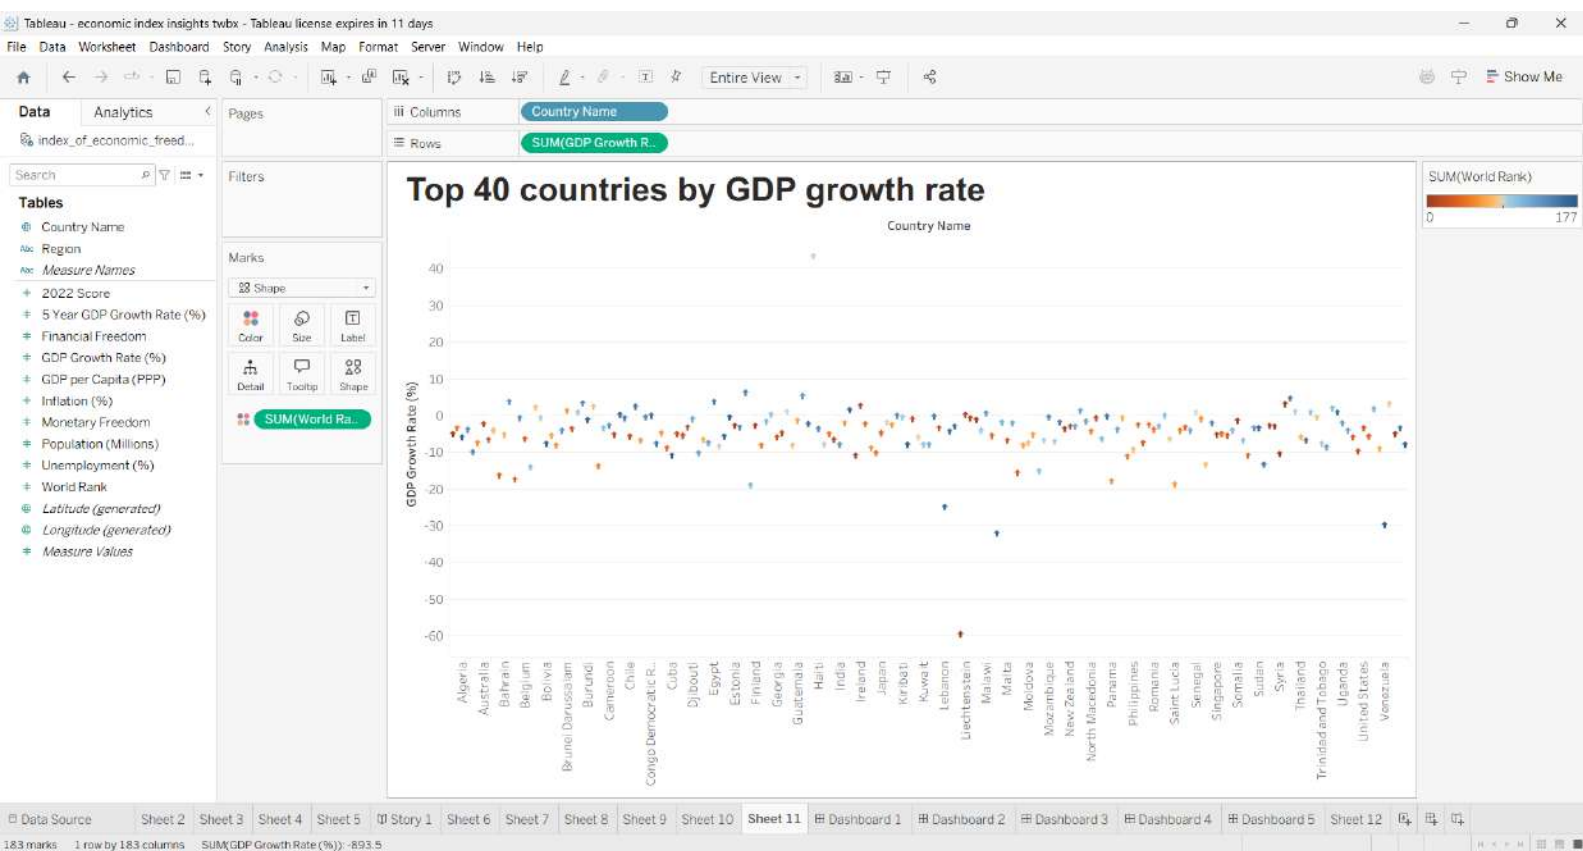 Tableau - economic index insights twbx - Tableau license expires in 11 days
File Data Worksheet Dashboard Story Analysis Map Format Server Window Help
Entire View
Show Me
Data Analytics
index_of_economic_freed...
Search
Tables
Country Name
Abc Region
Abc Measure Names
2022 Score
5 Year GDP Growth Rate (%)
Financial Freedom
GDP Growth Rate (%)
GDP per Capita (PPP)
Inflation (%)
Monetary Freedom
Population (Millions)
Unemployment (%)
World Rank
Latitude (generated)
Longitude (generated)
Measure Values
Pages
Filters
Marks
Shape
Color Size Label
Detail Tooltip Shape
SUM(World Ra..
Columns Country Name
Rows SUM(GDP Growth R..
Top 40 countries by GDP growth rate
Country Name
GDP Growth Rate (%)
40
30
20
10
0
-10
-20
-30
-40
-50
-60
Algeria
Australia
Bahrain
Belgium
Bolivia
Brunei Darussalam
Burundi
Cameroon
Chile
Congo Democratic R..
Cuba
Djibouti
Egypt
Estonia
Finland
Georgia
Guatemala
Haiti
India
Ireland
Japan
Kiribati
Kuwait
Lebanon
Liechtenstein
Malawi
Malta
Moldova
Mozambique
New Zealand
North Macedonia
Panama
Philippines
Romania
Saint Lucia
Senegal
Singapore
Somalia
Sudan
Syria
Thailand
Trinidad and Tobago
Uganda
United States
Venezuela
SUM(World Rank)
0 177
Data Source Sheet 2 Sheet 3 Sheet 4 Sheet 5 Story 1 Sheet 6 Sheet 7 Sheet 8 Sheet 9 Sheet 10 Sheet 11 Dashboard 1 Dashboard 2 Dashboard 3 Dashboard 4 Dashboard 5 Sheet 12
183 marks 1 row by 183 columns SUM(GDP Growth Rate (%)): -893.5